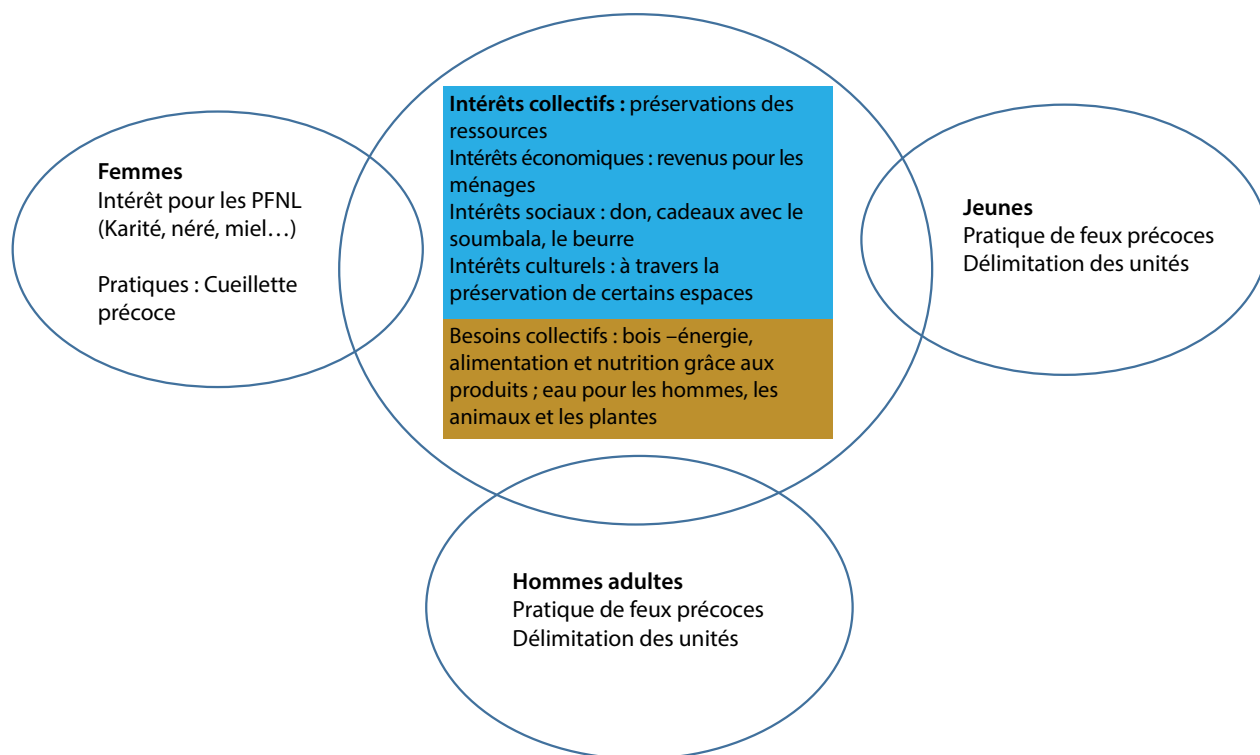 Femmes
Intérêt pour les PFNL
(Karité, néré, miel…)
Pratiques : Cueillette
précoce
Intérêts collectifs : préservations des
ressources
Intérêts économiques : revenus pour les
ménages
Intérêts sociaux : don, cadeaux avec le
soumbala, le beurre
Intérêts culturels : à travers la
préservation de certains espaces
Besoins collectifs : bois –énergie,
alimentation et nutrition grâce aux
produits ; eau pour les hommes, les
animaux et les plantes
Jeunes
Pratique de feux précoces
Délimitation des unités
Hommes adultes
Pratique de feux précoces
Délimitation des unités